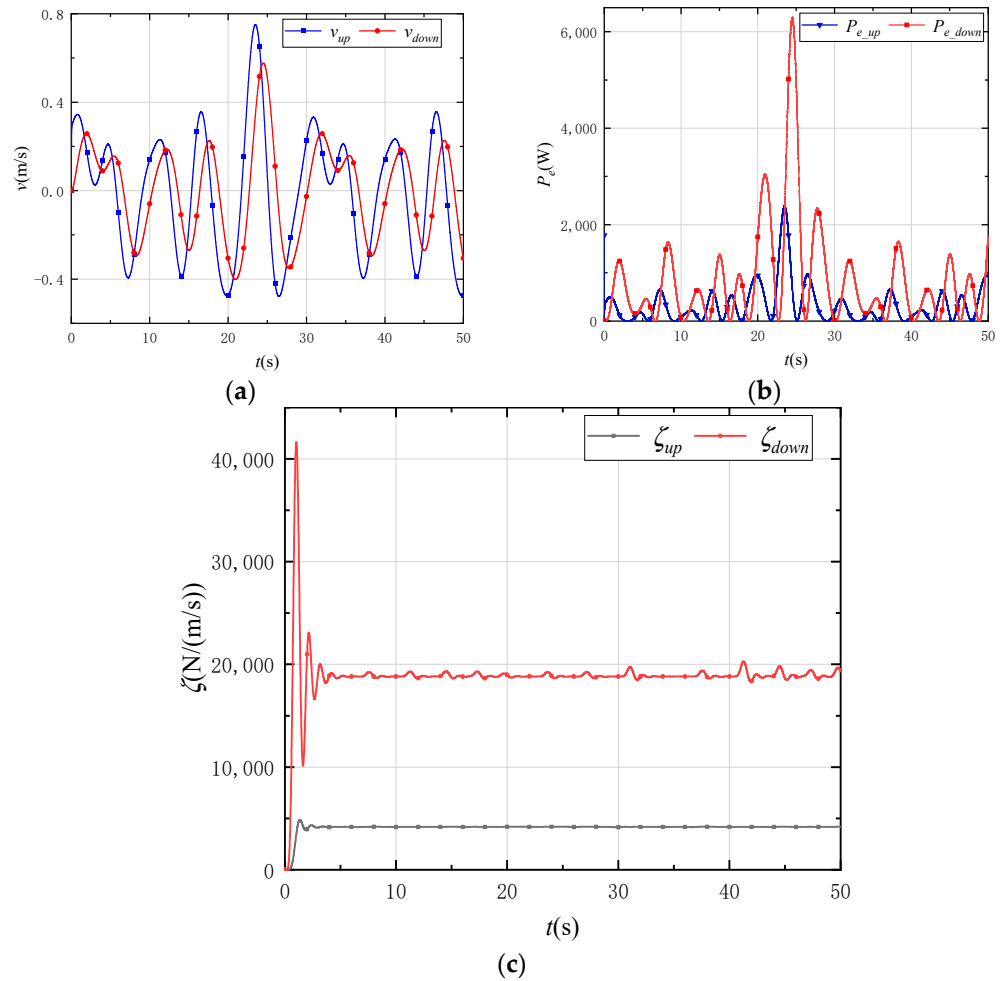 v_up v_down
0.8
0.4
0.0
-0.4
v(m/s)
0 10 20 30 40 50
t(s)
(a)
P_e_up P_e_down
6,000
4,000
2,000
0
P_e(W)
0 10 20 30 40 50
t(s)
(b)
ζ_up ζ_down
40,000
30,000
20,000
10,000
0
ζ(N/(m/s))
0 10 20 30 40 50
t(s)
(c)